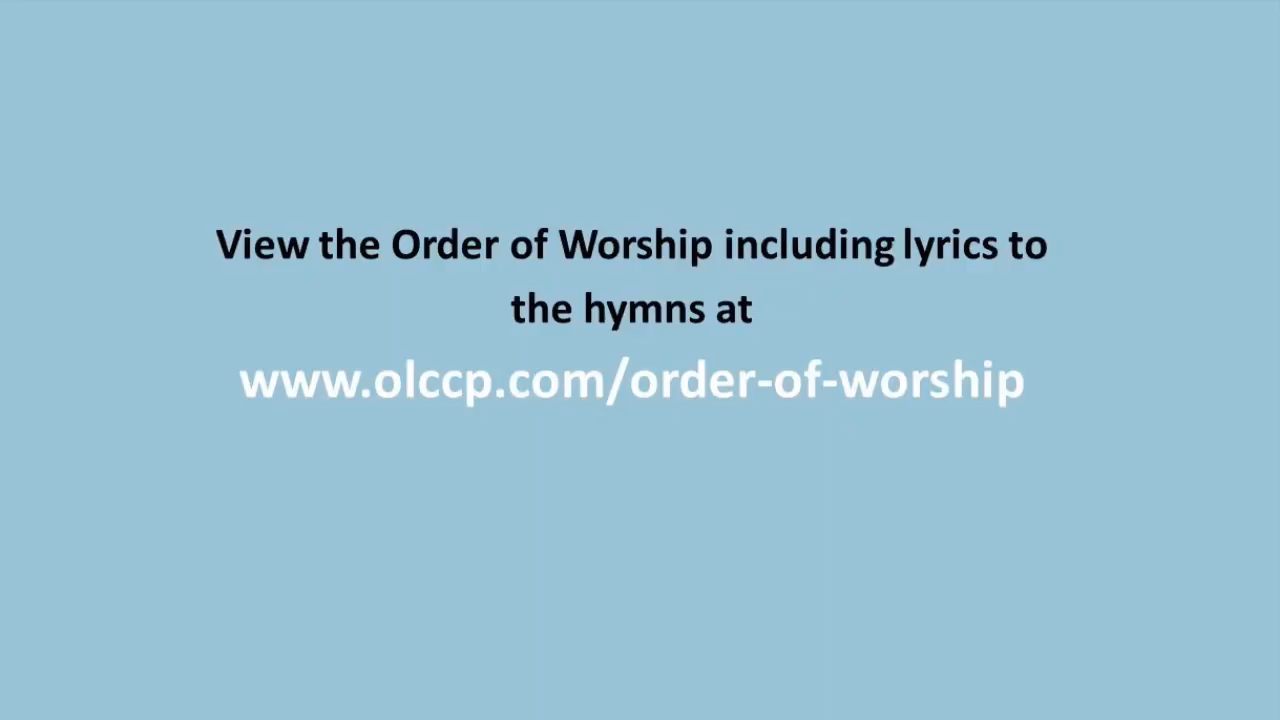 View the Order of Worship including lyrics to
the hymns at
www.olccp.com/order-of-worship